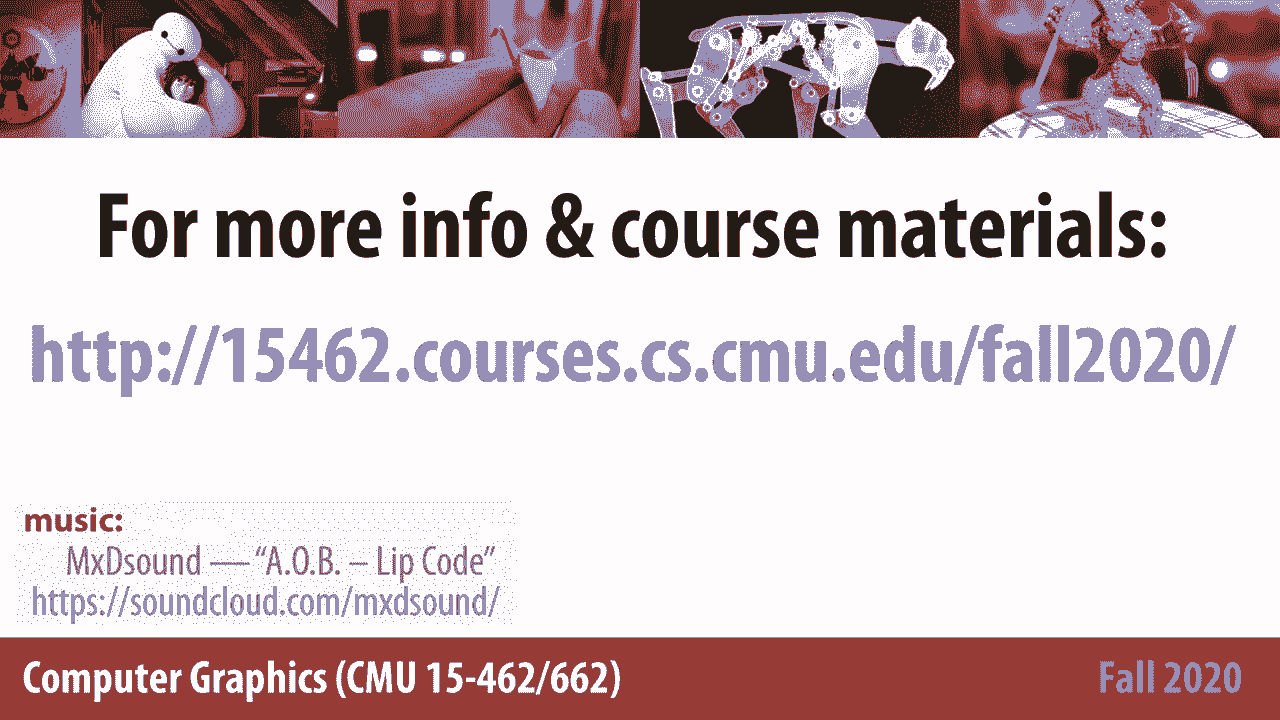 For more info & course materials:
http://15462.courses.cs.cmu.edu/fall2020/
music:
MxDsound — “A.O.B. – Lip Code”
https://soundcloud.com/mxdsound/
Computer Graphics (CMU 15-462/662)
Fall 2020